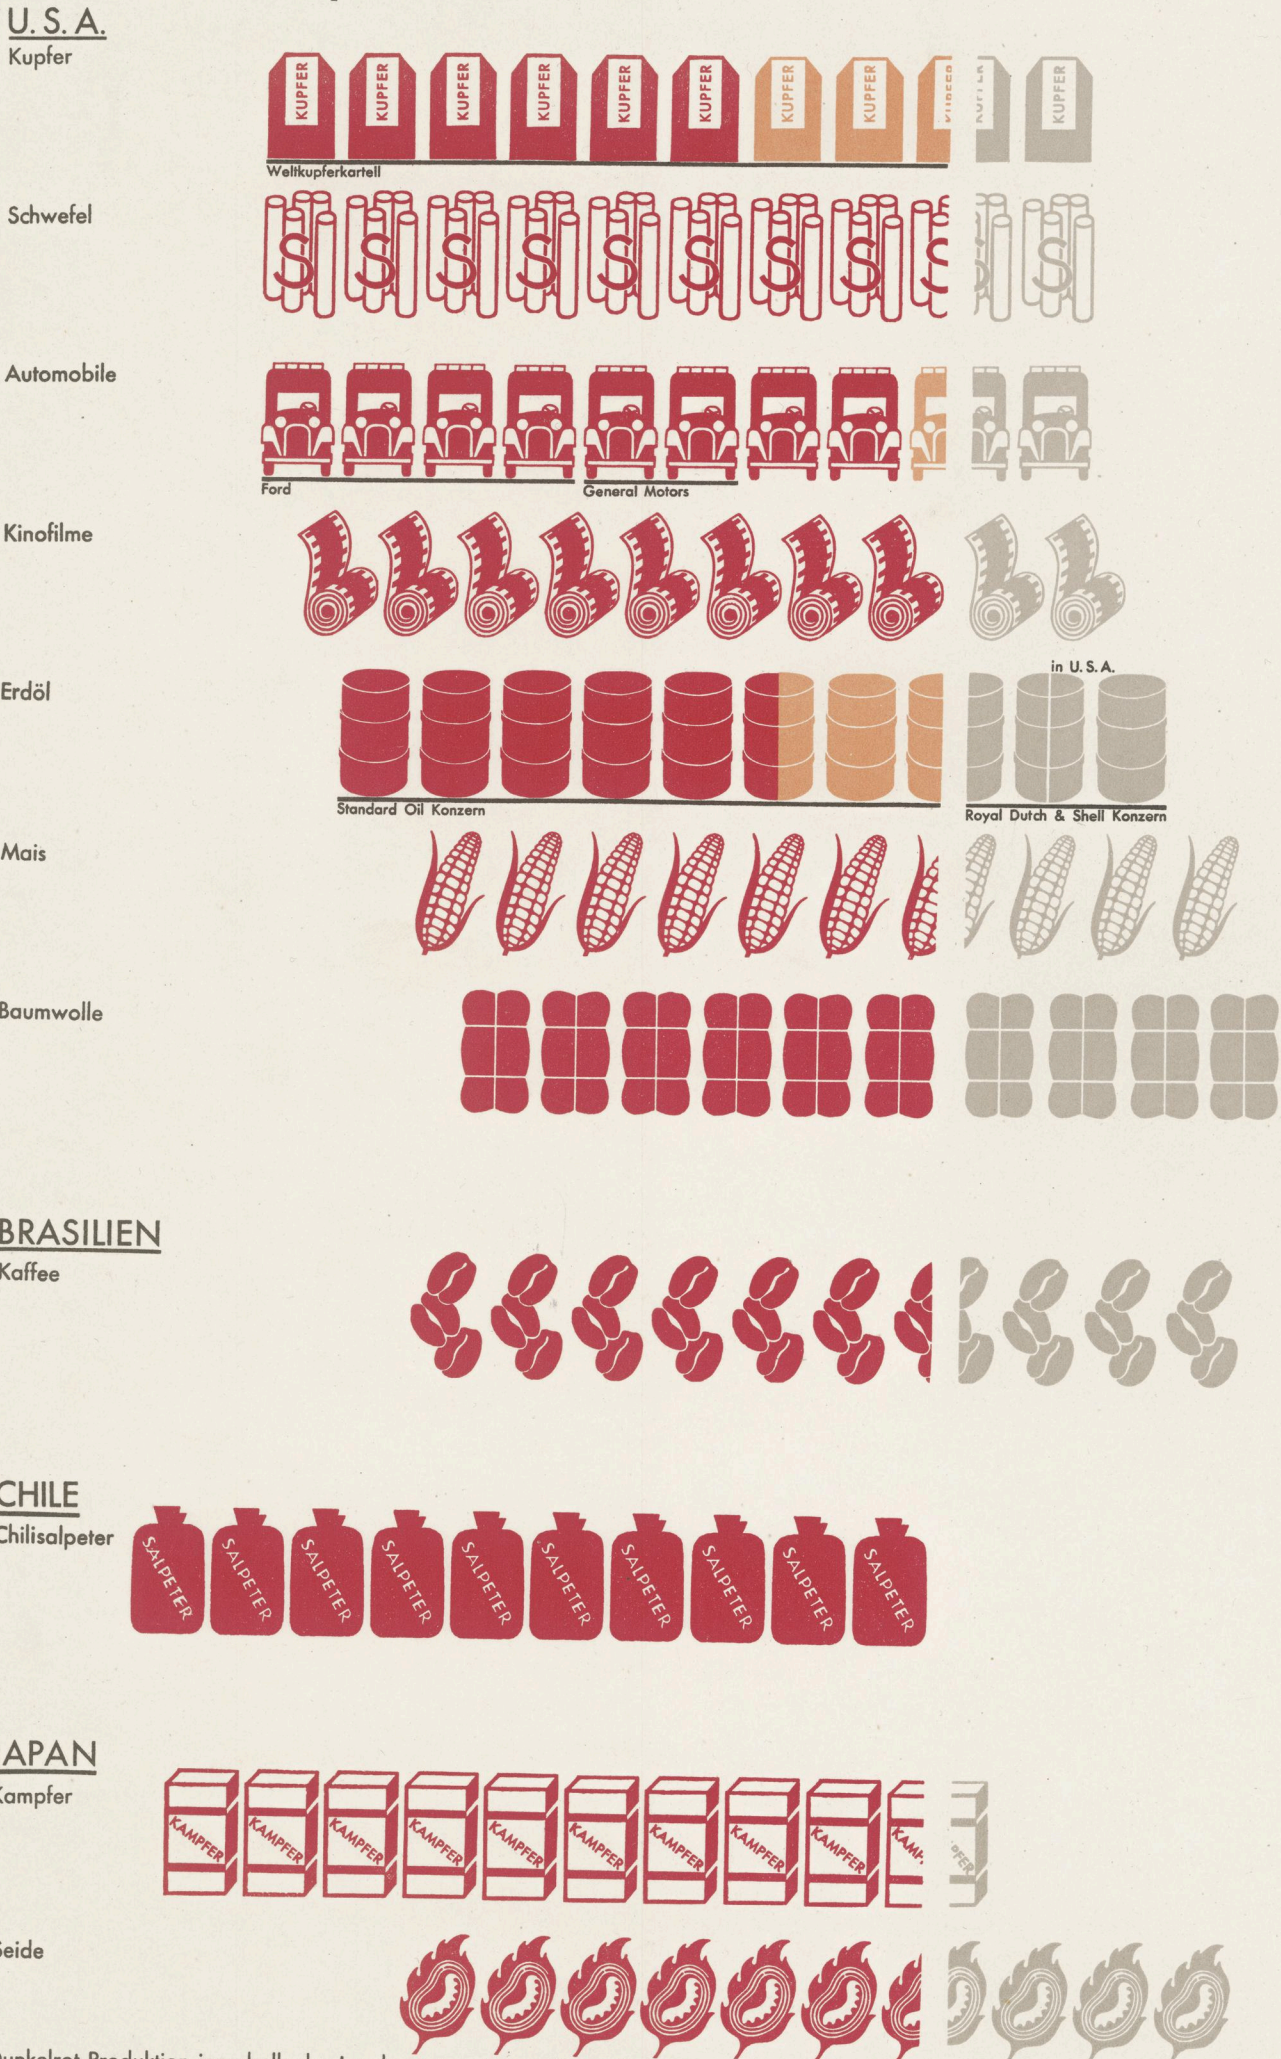 U. S. A.
Kupfer
KUPFER KUPFER KUPFER KUPFER KUPFER KUPFER KUPFER KUPFER KUPFER KUPFER
Weltkupferkartell
Schwefel
S S S S S S S S S S
Automobile
Ford
General Motors
Kinofilme
Erdöl
in U. S. A.
Standard Oil Konzern
Royal Dutch & Shell Konzern
Mais
Baumwolle
BRASILIEN
Kaffee
CHILE
Chilisalpeter
SALPETER SALPETER SALPETER SALPETER SALPETER SALPETER SALPETER SALPETER SALPETER SALPETER
APAN
Kampfer
KAMPFER KAMPFER KAMPFER KAMPFER KAMPFER KAMPFER KAMPFER KAMPFER KAMPFER
Seide